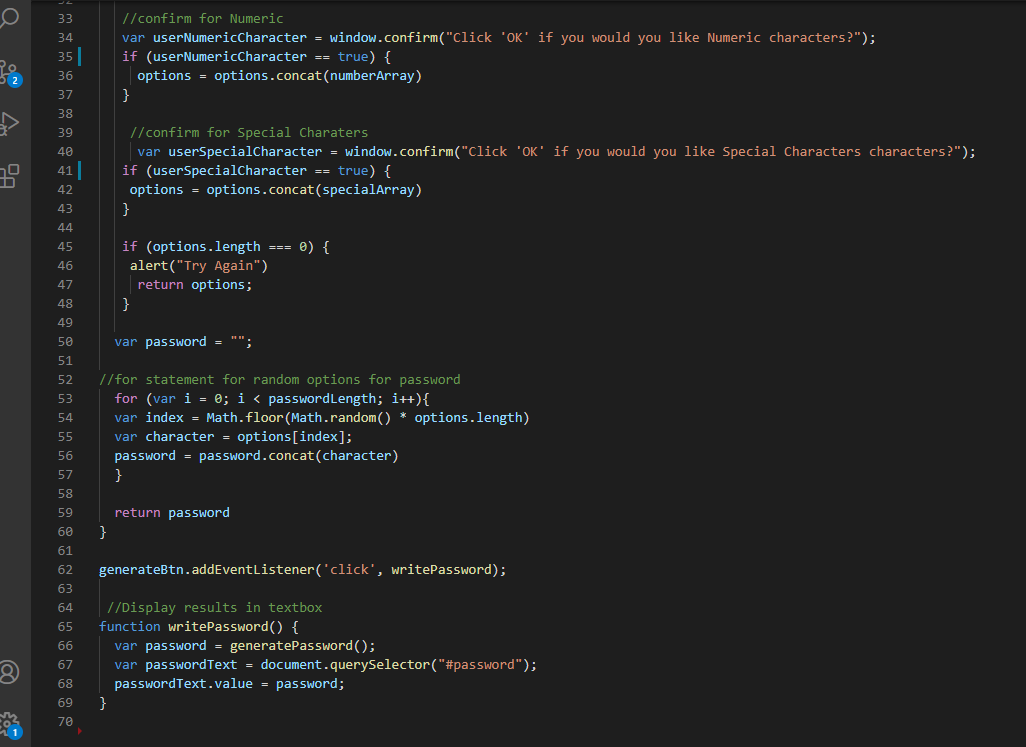 33 //confirm for Numeric
34 var userNumericCharacter = window.confirm("Click 'OK' if you would you like Numeric characters?");
35 if (userNumericCharacter == true) {
36 options = options.concat(numberArray)
37 }
38
39 //confirm for Special Charaters
40 var userSpecialCharacter = window.confirm("Click 'OK' if you would you like Special Characters characters?");
41 if (userSpecialCharacter == true) {
42 options = options.concat(specialArray)
43 }
44
45 if (options.length === 0) {
46 alert("Try Again")
47 return options;
48 }
49
50 var password = "";
51
52 //for statement for random options for password
53 for (var i = 0; i < passwordLength; i++){
54 var index = Math.floor(Math.random() * options.length)
55 var character = options[index];
56 password = password.concat(character)
57 }
58
59 return password
60 }
61
62 generateBtn.addEventListener('click', writePassword);
63
64 //Display results in textbox
65 function writePassword() {
66 var password = generatePassword();
67 var passwordText = document.querySelector("#password");
68 passwordText.value = password;
69 }
70
2
1